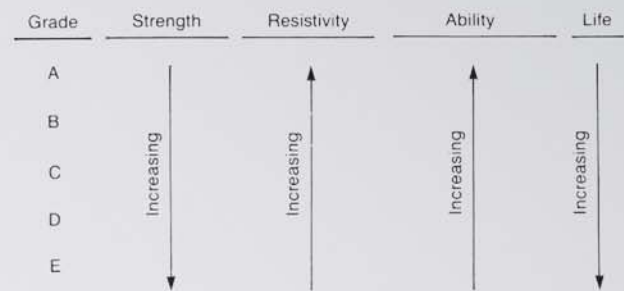 Grade Strength Resistivity Ability Life
A
B
C
D
E
Increasing
Increasing
Increasing
Increasing